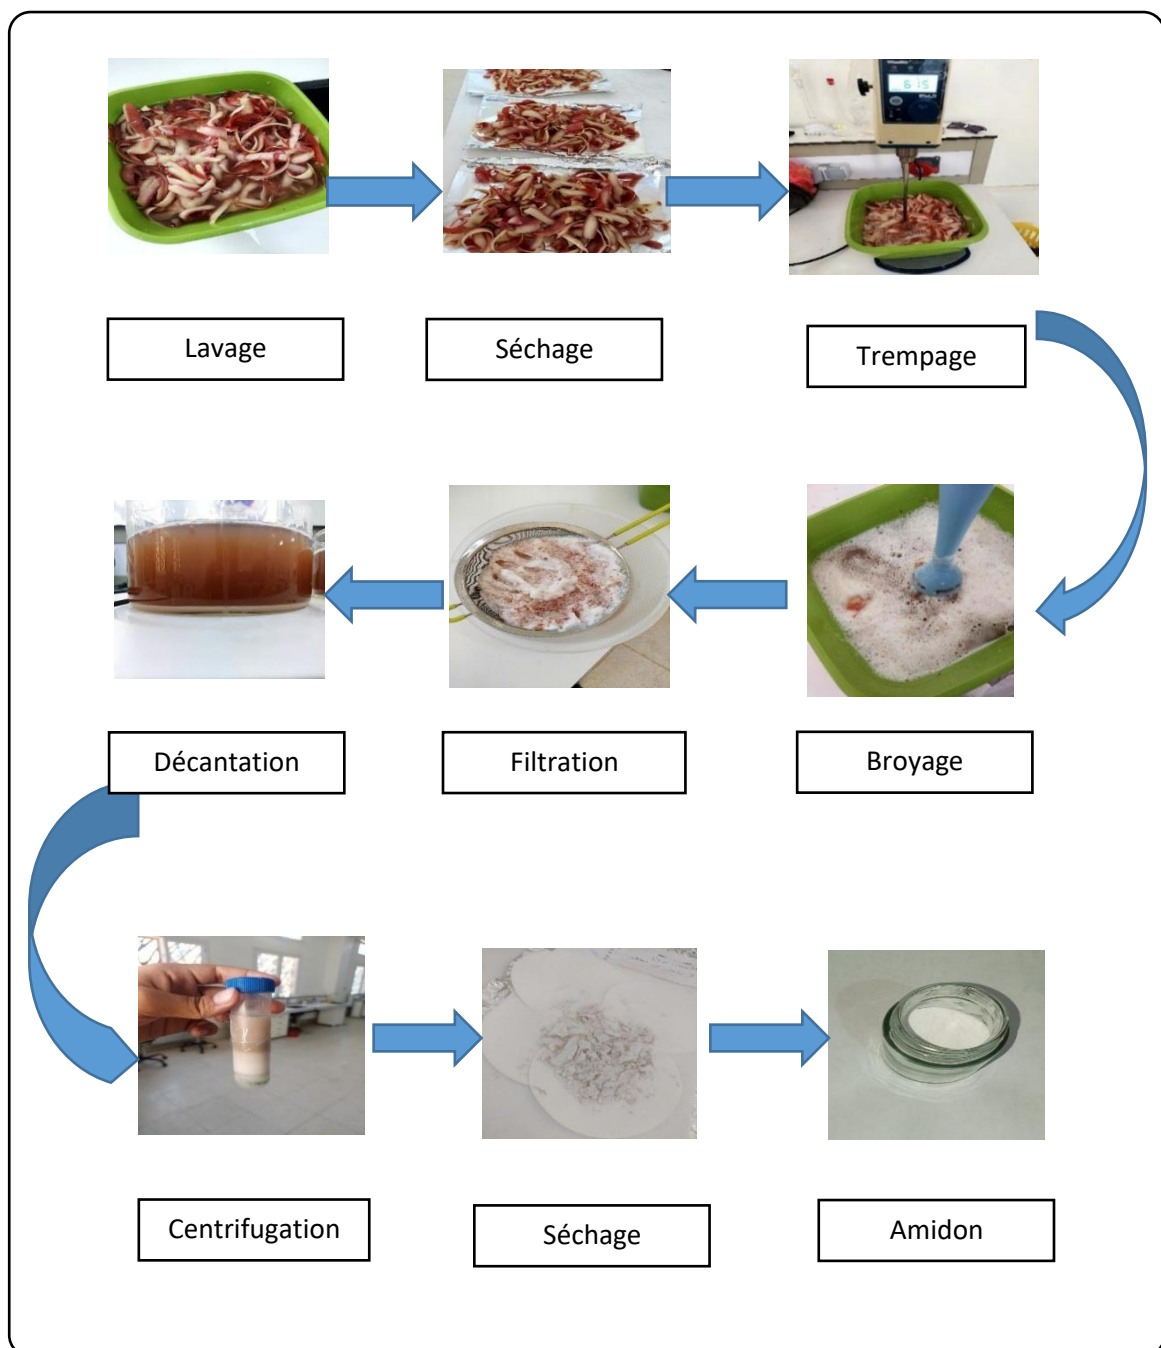 Lavage
Séchage
Trempage
Décantation
Filtration
Broyage
Centrifugation
Séchage
Amidon